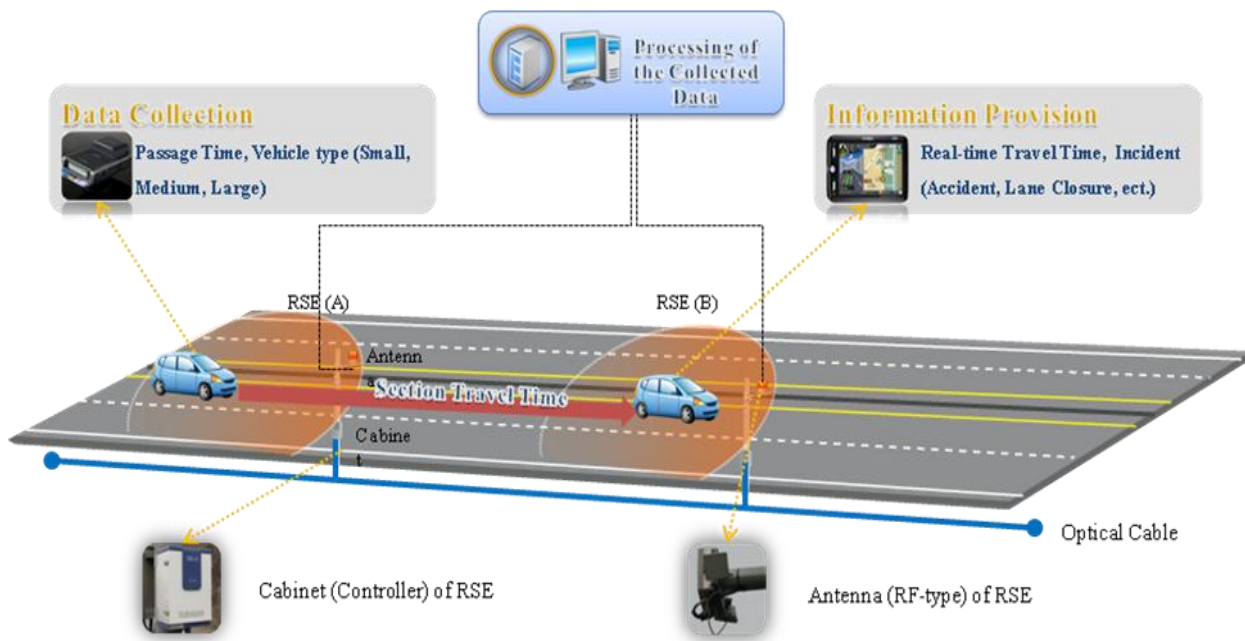 Processing of
the Collected
Data
Data Collection
Passage Time, Vehicle type (Small,
Medium, Large)
Information Provision
Real-time Travel Time, Incident
(Accident, Lane Closure, ect.)
RSE (A)
RSE (B)
Antenn
a
Section Travel Time
Cabine
t
Optical Cable
Cabinet (Controller) of RSE
Antenna (RF-type) of RSE